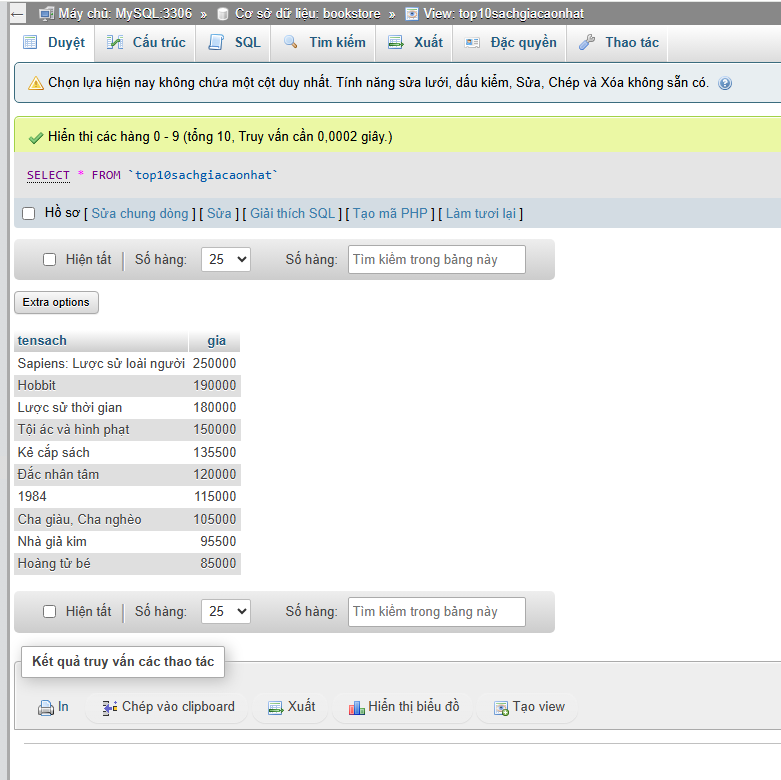 Máy chủ: MySQL:3306 » Cơ sở dữ liệu: bookstore » View: top10sachgiacaonhat
Duyệt Cấu trúc SQL Tìm kiếm Xuất Đặc quyền Thao tác
Chọn lựa hiện nay không chứa một cột duy nhất. Tính năng sửa lưới, dấu kiểm, Sửa, Chép và Xóa không sẵn có.
Hiển thị các hàng 0 - 9 (tổng 10, Truy vấn cần 0,0002 giây.)
SELECT * FROM `top10sachgiacaonhat`
Hồ sơ [ Sửa chung dòng ] [ Sửa ] [ Giải thích SQL ] [ Tạo mã PHP ] [ Làm tươi lại ]
Hiện tất | Số hàng: 25 Số hàng: Tìm kiếm trong bảng này
Extra options
tensach gia
Sapiens: Lược sử loài người 250000
Hobbit 190000
Lược sử thời gian 180000
Tội ác và hình phạt 150000
Kẻ cắp sách 135500
Đắc nhân tâm 120000
1984 115000
Cha giàu, Cha nghèo 105000
Nhà giả kim 95500
Hoàng tử bé 85000
Hiện tất | Số hàng: 25 Số hàng: Tìm kiếm trong bảng này
Kết quả truy vấn các thao tác
In Chép vào clipboard Xuất Hiển thị biểu đồ Tạo view